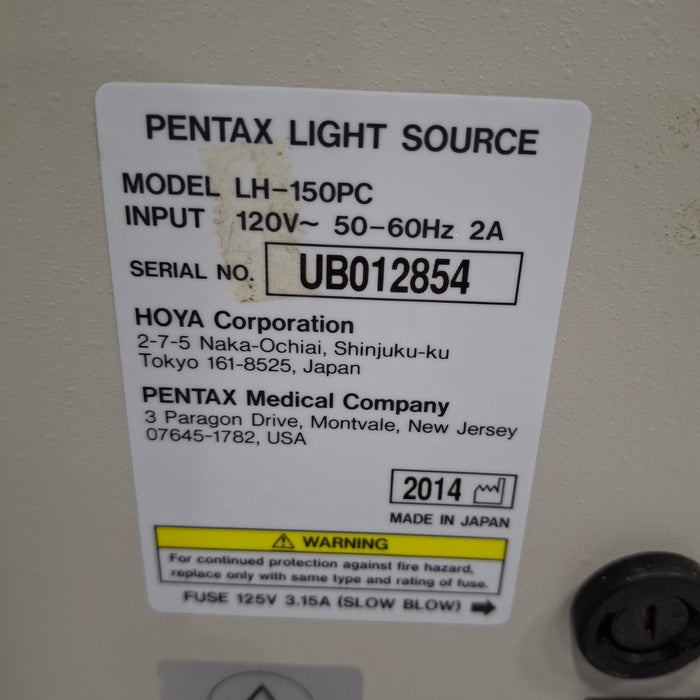 PENTAX LIGHT SOURCE
MODEL LH-150PC
INPUT 120V~ 50-60Hz 2A
SERIAL NO. UB012854
HOYA Corporation
2-7-5 Naka-Ochiai, Shinjuku-ku
Tokyo 161-8525, Japan
PENTAX Medical Company
3 Paragon Drive, Montvale, New Jersey
07645-1782, USA
2014
MADE IN JAPAN
WARNING
For continued protection against fire hazard,
replace only with same type and rating of fuse.
FUSE 125V 3.15A (SLOW BLOW)